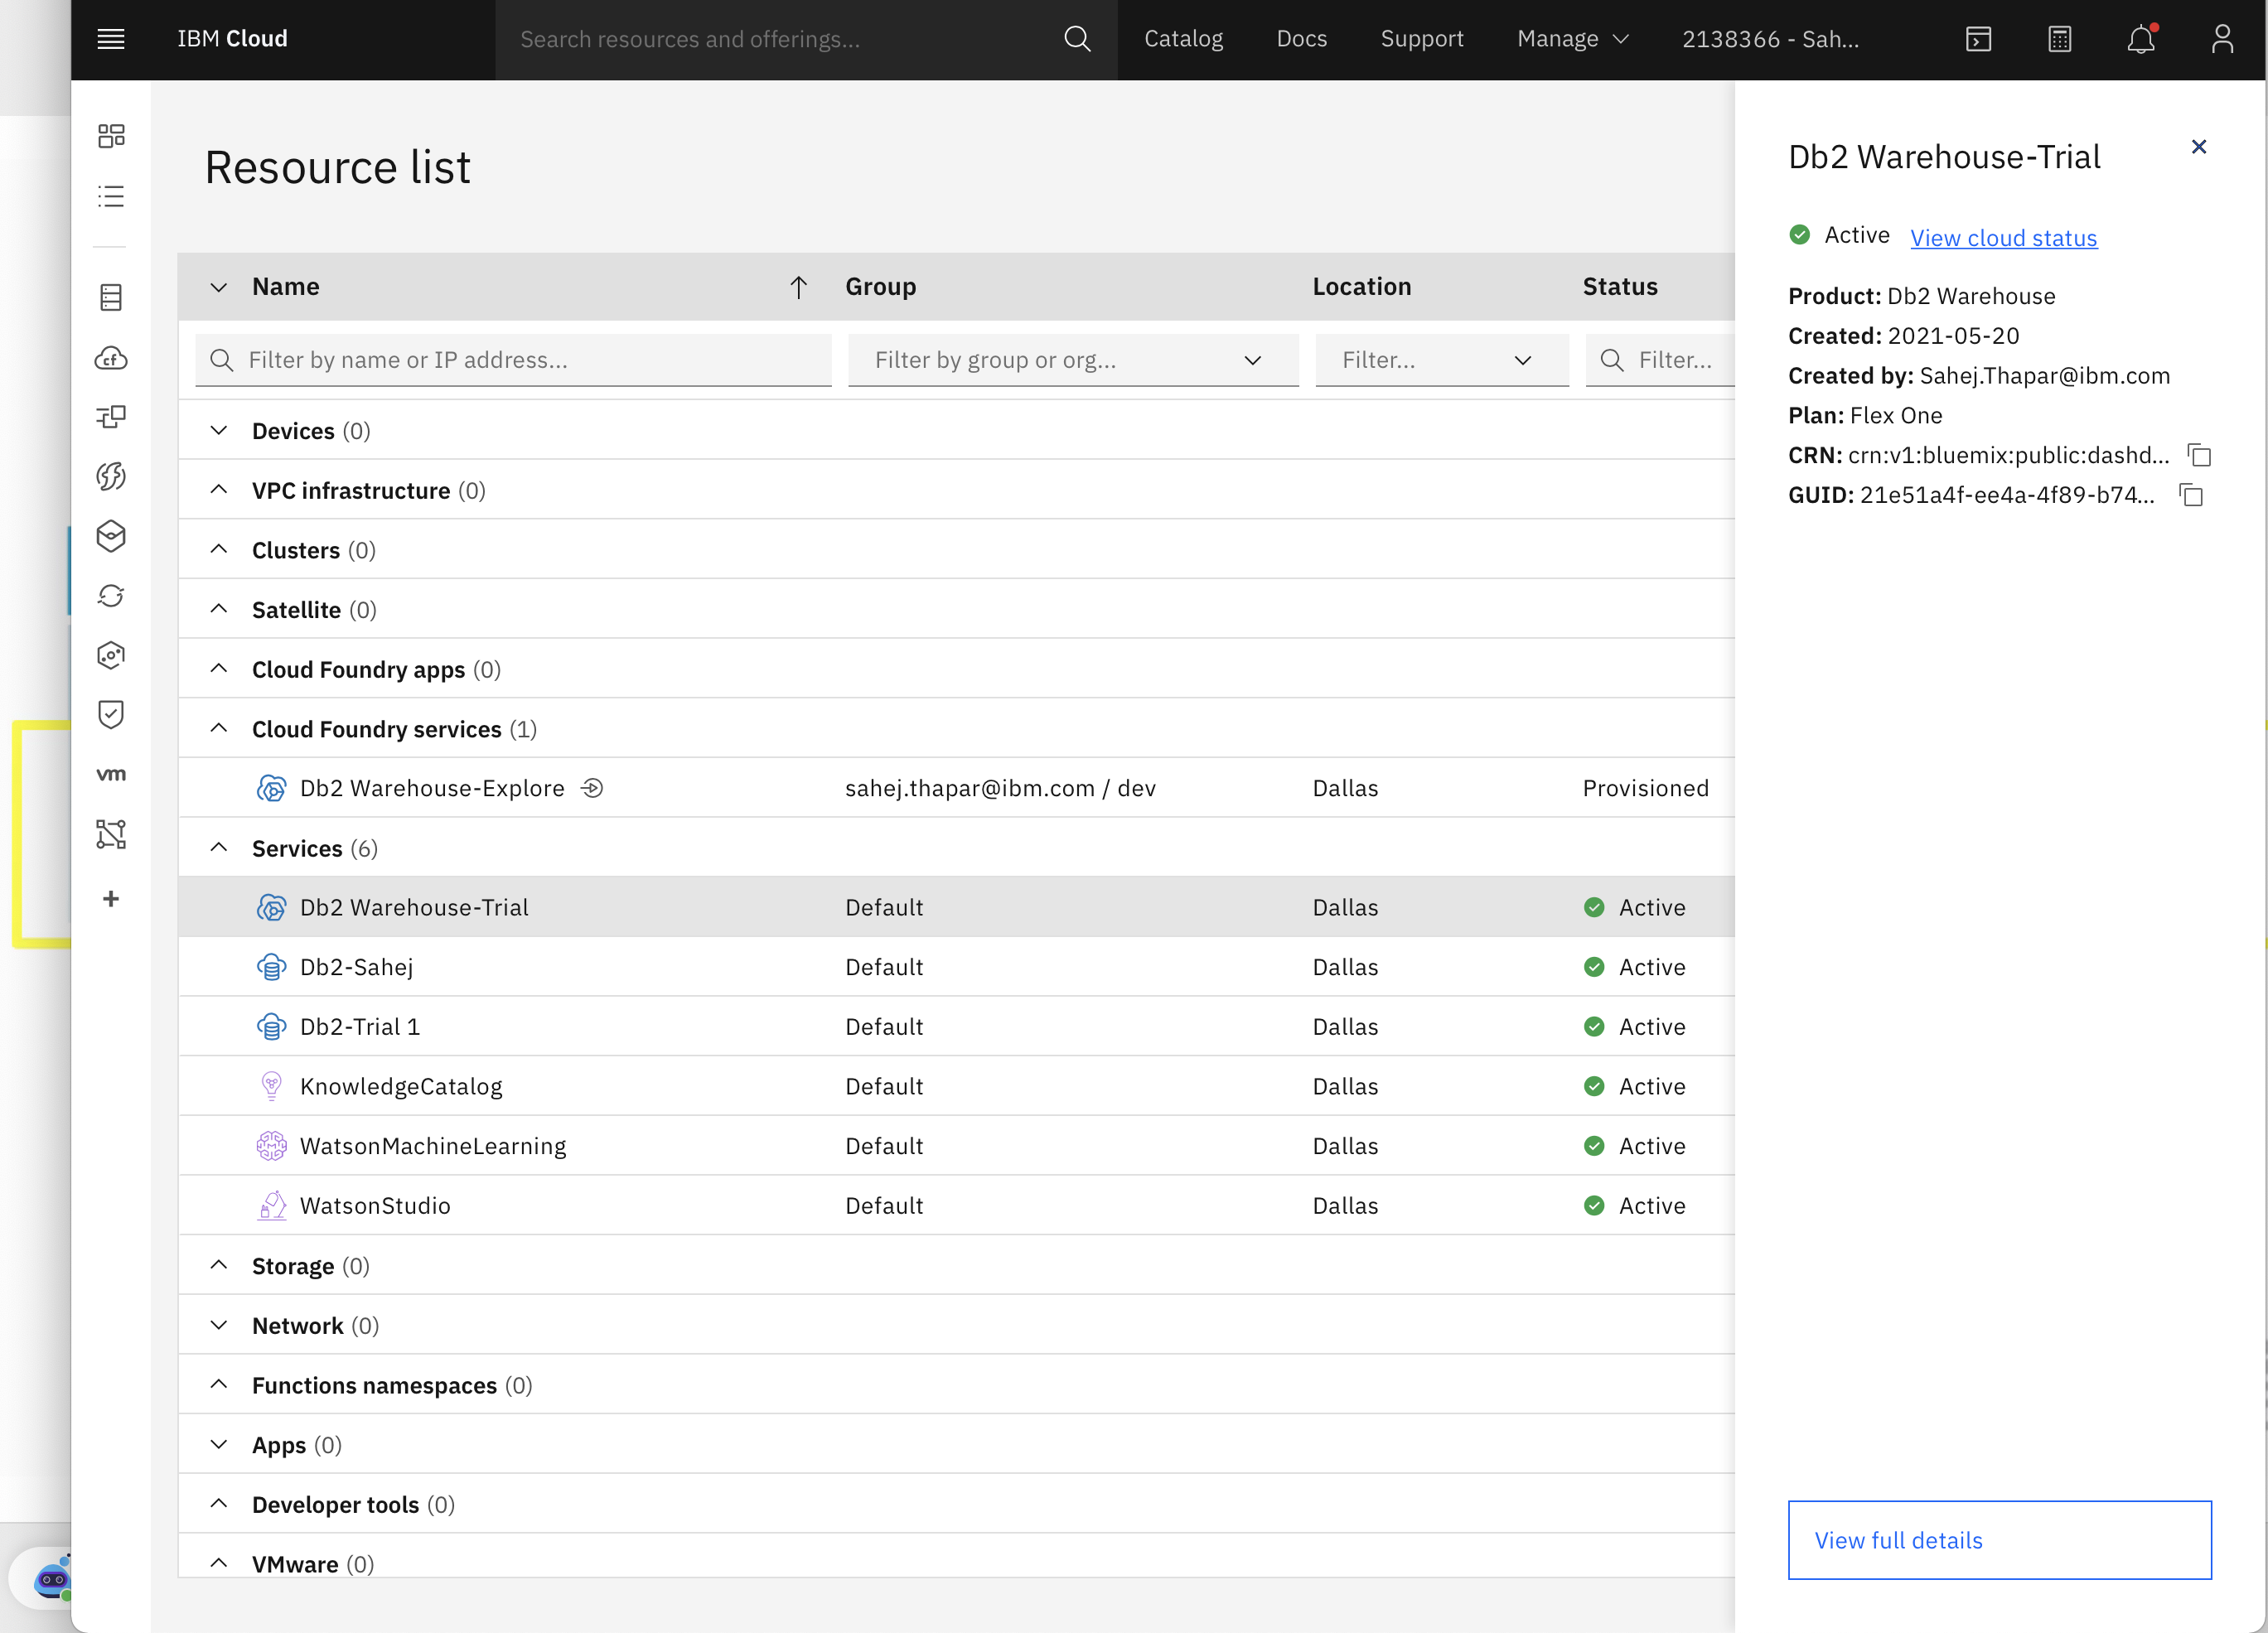 IBM Cloud
Search resources and offerings...
Catalog
Docs
Support
Manage
2138366 - Sah...
Resource list
Name
Group
Location
Status
Filter by name or IP address...
Filter by group or org...
Filter...
Filter...
Devices (0)
VPC infrastructure (0)
Clusters (0)
Satellite (0)
Cloud Foundry apps (0)
Cloud Foundry services (1)
Db2 Warehouse-Explore sahej.thapar@ibm.com / dev Dallas Provisioned
Services (6)
Db2 Warehouse-Trial Default Dallas Active
Db2-Sahej Default Dallas Active
Db2-Trial 1 Default Dallas Active
KnowledgeCatalog Default Dallas Active
WatsonMachineLearning Default Dallas Active
WatsonStudio Default Dallas Active
Storage (0)
Network (0)
Functions namespaces (0)
Apps (0)
Developer tools (0)
VMware (0)
cf
vm
Db2 Warehouse-Trial
Active View cloud status
Product: Db2 Warehouse
Created: 2021-05-20
Created by: Sahej.Thapar@ibm.com
Plan: Flex One
CRN: crn:v1:bluemix:public:dashd...
GUID: 21e51a4f-ee4a-4f89-b74...
View full details